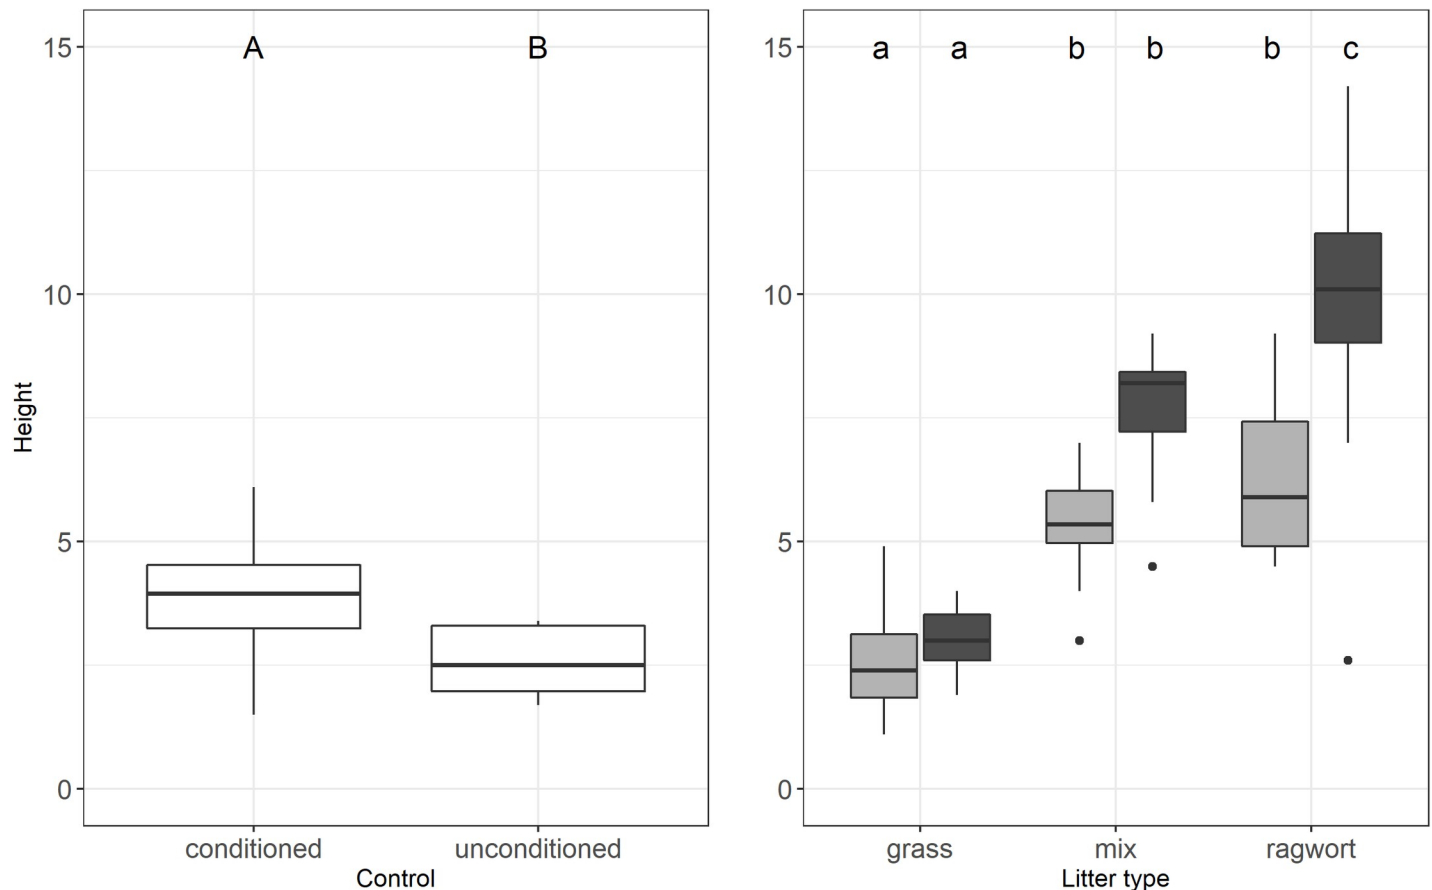 A B
15
10
5
0
Height
conditioned unconditioned
Control
a a b b b c
15
10
5
0
grass mix ragwort
Litter type